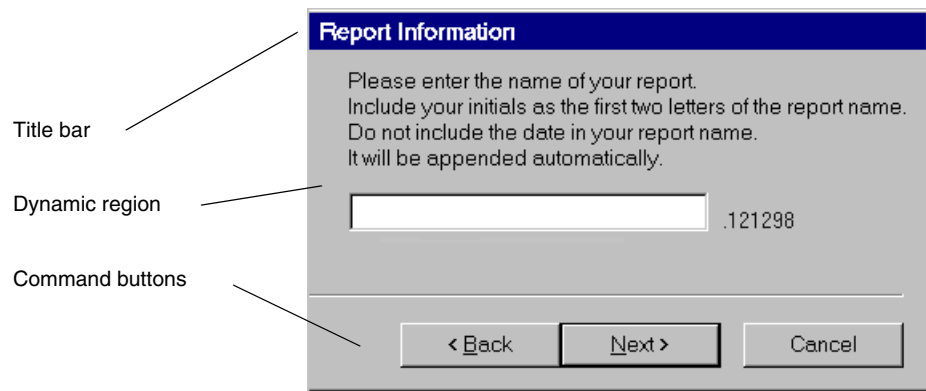 Report Information
Please enter the name of your report.
Include your initials as the first two letters of the report name.
Do not include the date in your report name.
It will be appended automatically.
Title bar
Dynamic region
.121298
Command buttons
< Back
Next >
Cancel